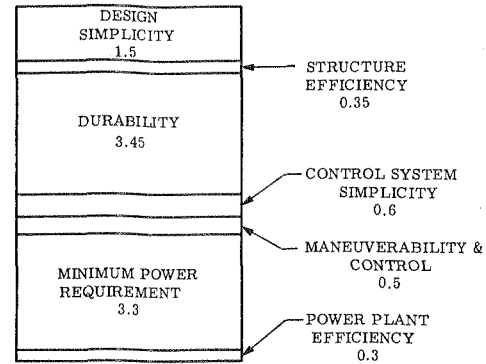 DESIGN
SIMPLICITY
1.5
STRUCTURE
EFFICIENCY
0.35
DURABILITY
3.45
CONTROL SYSTEM
SIMPLICITY
0.6
MANEUVERABILITY &
CONTROL
0.5
MINIMUM POWER
REQUIREMENT
3.3
POWER PLANT
EFFICIENCY
0.3